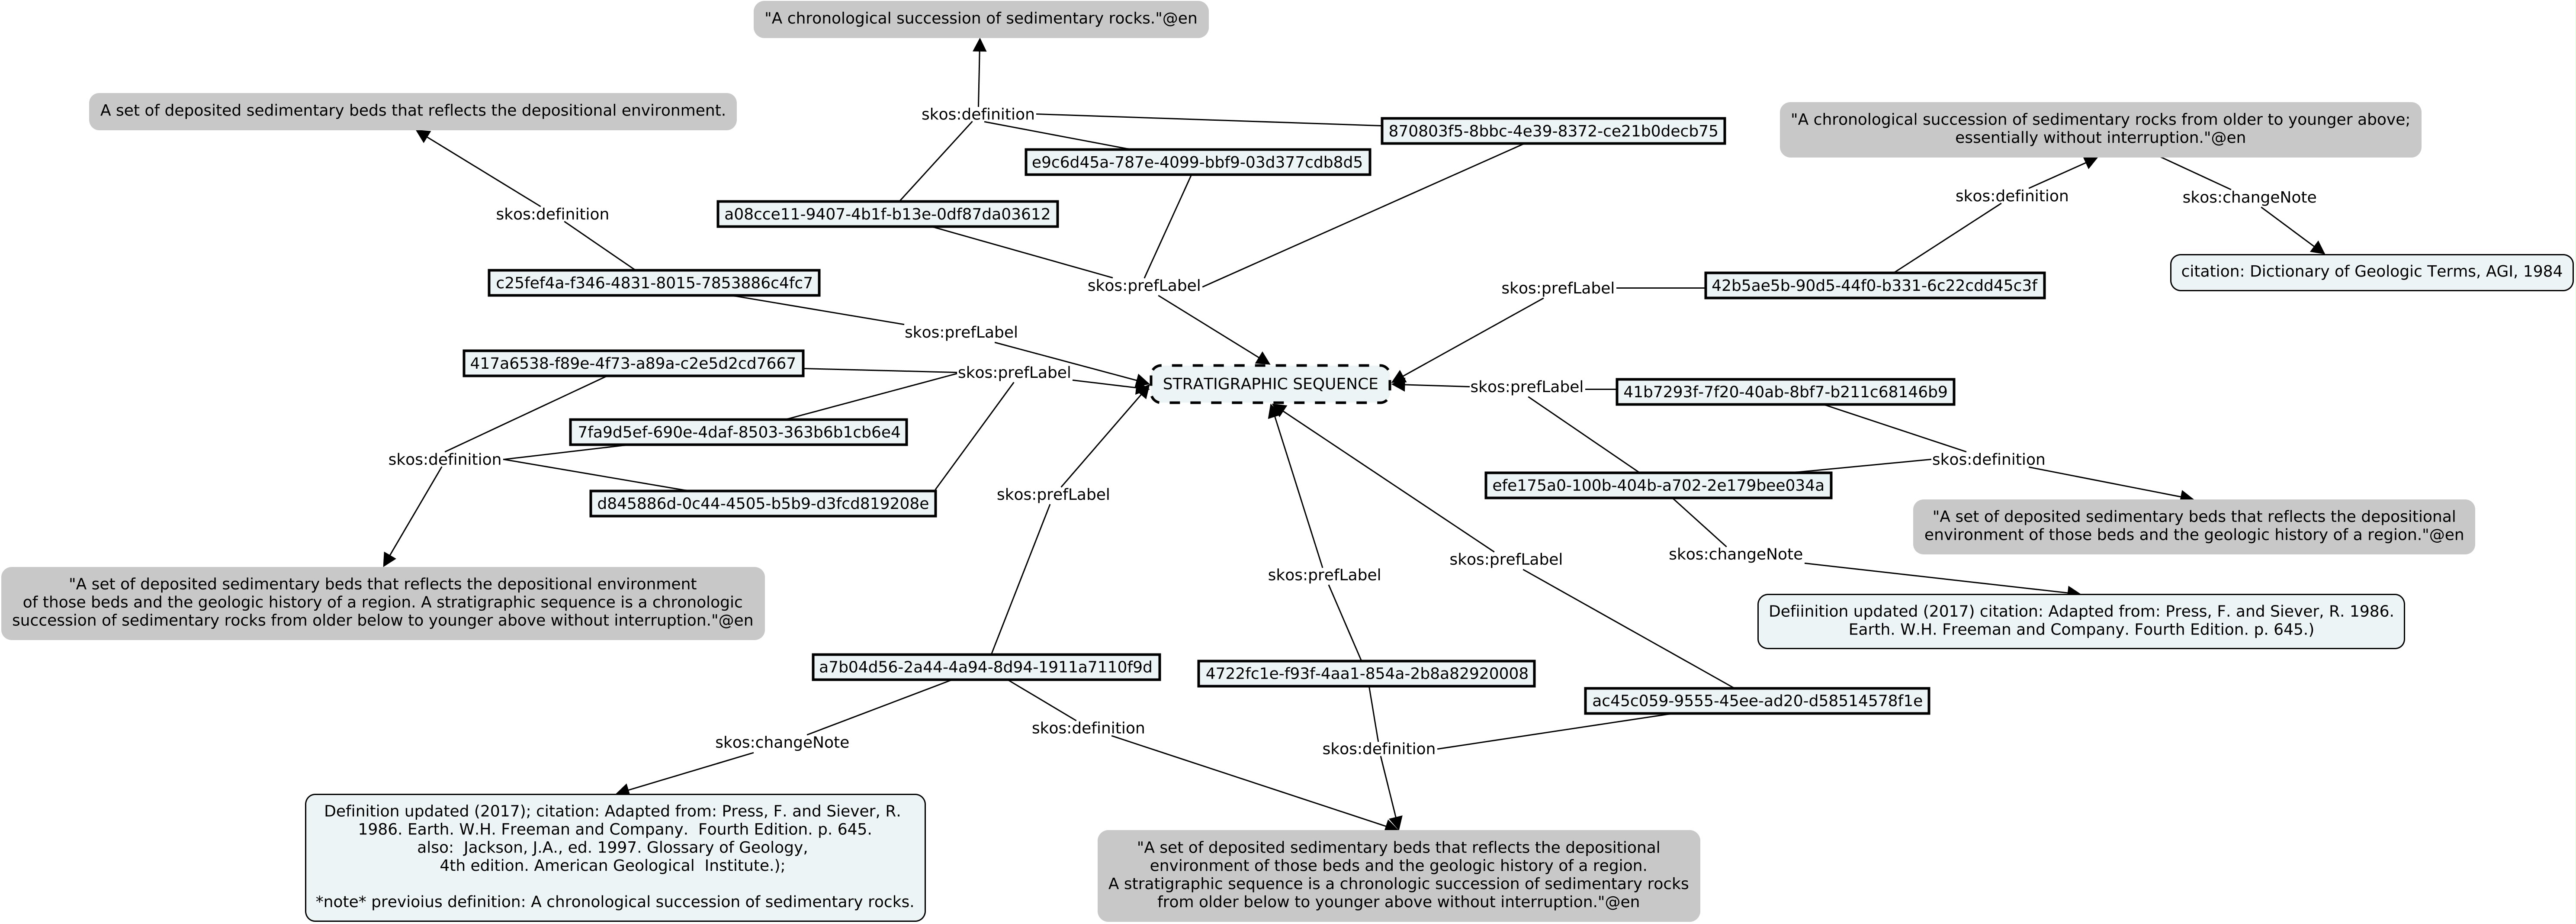 "A chronological succession of sedimentary rocks."@en
A set of deposited sedimentary beds that reflects the depositional environment.
skos:definition
870803f5-8bbc-4e39-8372-ce21b0decb75
"A chronological succession of sedimentary rocks from older to younger above;
essentially without interruption."@en
e9c6d45a-787e-4099-bbf9-03d377cdb8d5
skos:definition
skos:changeNote
skos:definition
a08cce11-9407-4b1f-b13e-0df87da03612
citation: Dictionary of Geologic Terms, AGI, 1984
c25fef4a-f346-4831-8015-7853886c4fc7
skos:prefLabel
skos:prefLabel
42b5ae5b-90d5-44f0-b331-6c22cdd45c3f
skos:prefLabel
417a6538-f89e-4f73-a89a-c2e5d2cd7667
skos:prefLabel
STRATIGRAPHIC SEQUENCE
skos:prefLabel
41b7293f-7f20-40ab-8bf7-b211c68146b9
7fa9d5ef-690e-4daf-8503-363b6b1cb6e4
skos:definition
skos:definition
d845886d-0c44-4505-b5b9-d3fcd819208e
skos:prefLabel
efe175a0-100b-404b-a702-2e179bee034a
"A set of deposited sedimentary beds that reflects the depositional
environment of those beds and the geologic history of a region."@en
skos:prefLabel
skos:changeNote
skos:prefLabel
"A set of deposited sedimentary beds that reflects the depositional environment
of those beds and the geologic history of a region. A stratigraphic sequence is a chronologic
succession of sedimentary rocks from older below to younger above without interruption."@en
Defiinition updated (2017) citation: Adapted from: Press, F. and Siever, R. 1986.
Earth. W.H. Freeman and Company. Fourth Edition. p. 645.)
a7b04d56-2a44-4a94-8d94-1911a7110f9d
4722fc1e-f93f-4aa1-854a-2b8a82920008
ac45c059-9555-45ee-ad20-d58514578f1e
skos:changeNote
skos:definition
skos:definition
Definition updated (2017); citation: Adapted from: Press, F. and Siever, R.
1986. Earth. W.H. Freeman and Company.  Fourth Edition. p. 645.
also:  Jackson, J.A., ed. 1997. Glossary of Geology,
4th edition. American Geological  Institute.);
*note* previoius definition: A chronological succession of sedimentary rocks.
"A set of deposited sedimentary beds that reflects the depositional
environment of those beds and the geologic history of a region.
A stratigraphic sequence is a chronologic succession of sedimentary rocks
from older below to younger above without interruption."@en